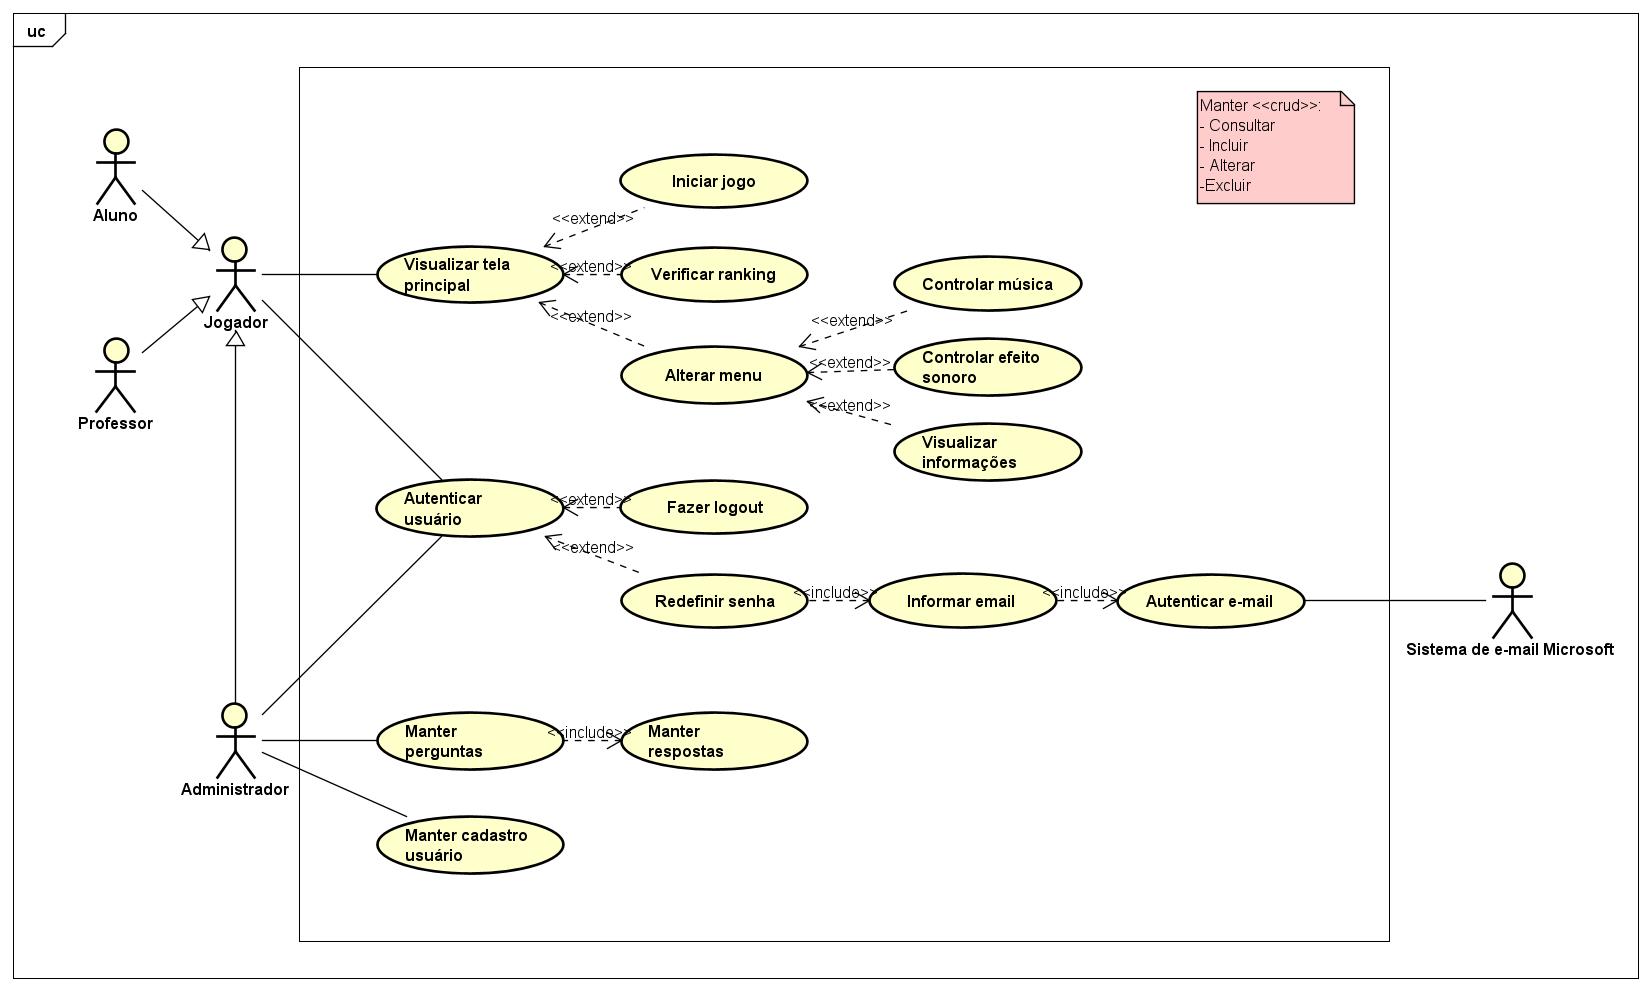 uc
Manter <<crud>>:
- Consultar
- Incluir
- Alterar
-Excluir
Aluno
Jogador
Professor
Iniciar jogo
<<extend>>
Visualizar tela
principal
<<extend>>
Verificar ranking
<<extend>>
Alterar menu
Controlar música
<<extend>>
Controlar efeito
sonoro
<<extend>>
Visualizar
informações
<<extend>>
Autenticar
usuário
<<extend>>
Fazer logout
<<extend>>
Redefinir senha
<<include>>
Informar email
<<include>>
Autenticar e-mail
Sistema de e-mail Microsoft
Administrador
Manter
perguntas
<<include>>
Manter
respostas
Manter cadastro
usuário